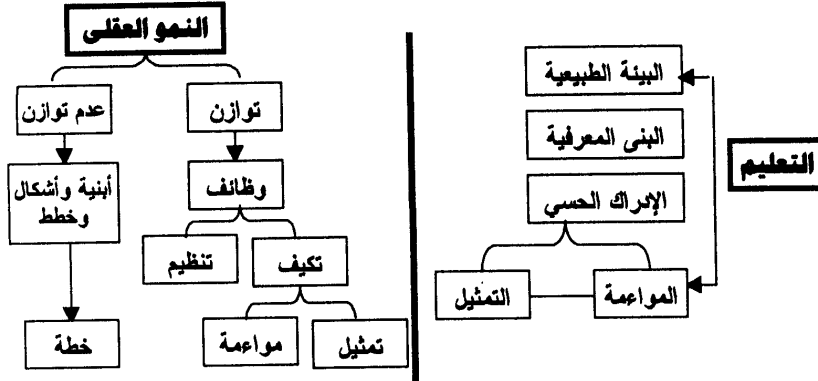 النمو العقلى
توازن
عدم توازن
وظائف
أبنية وأشكال
وخطط
تكيف
تنظيم
تمثيل
مواءمة
خطة
البيئة الطبيعية
البنى المعرفية
التعليم
الإدراك الحسي
المواءمة
التمثيل